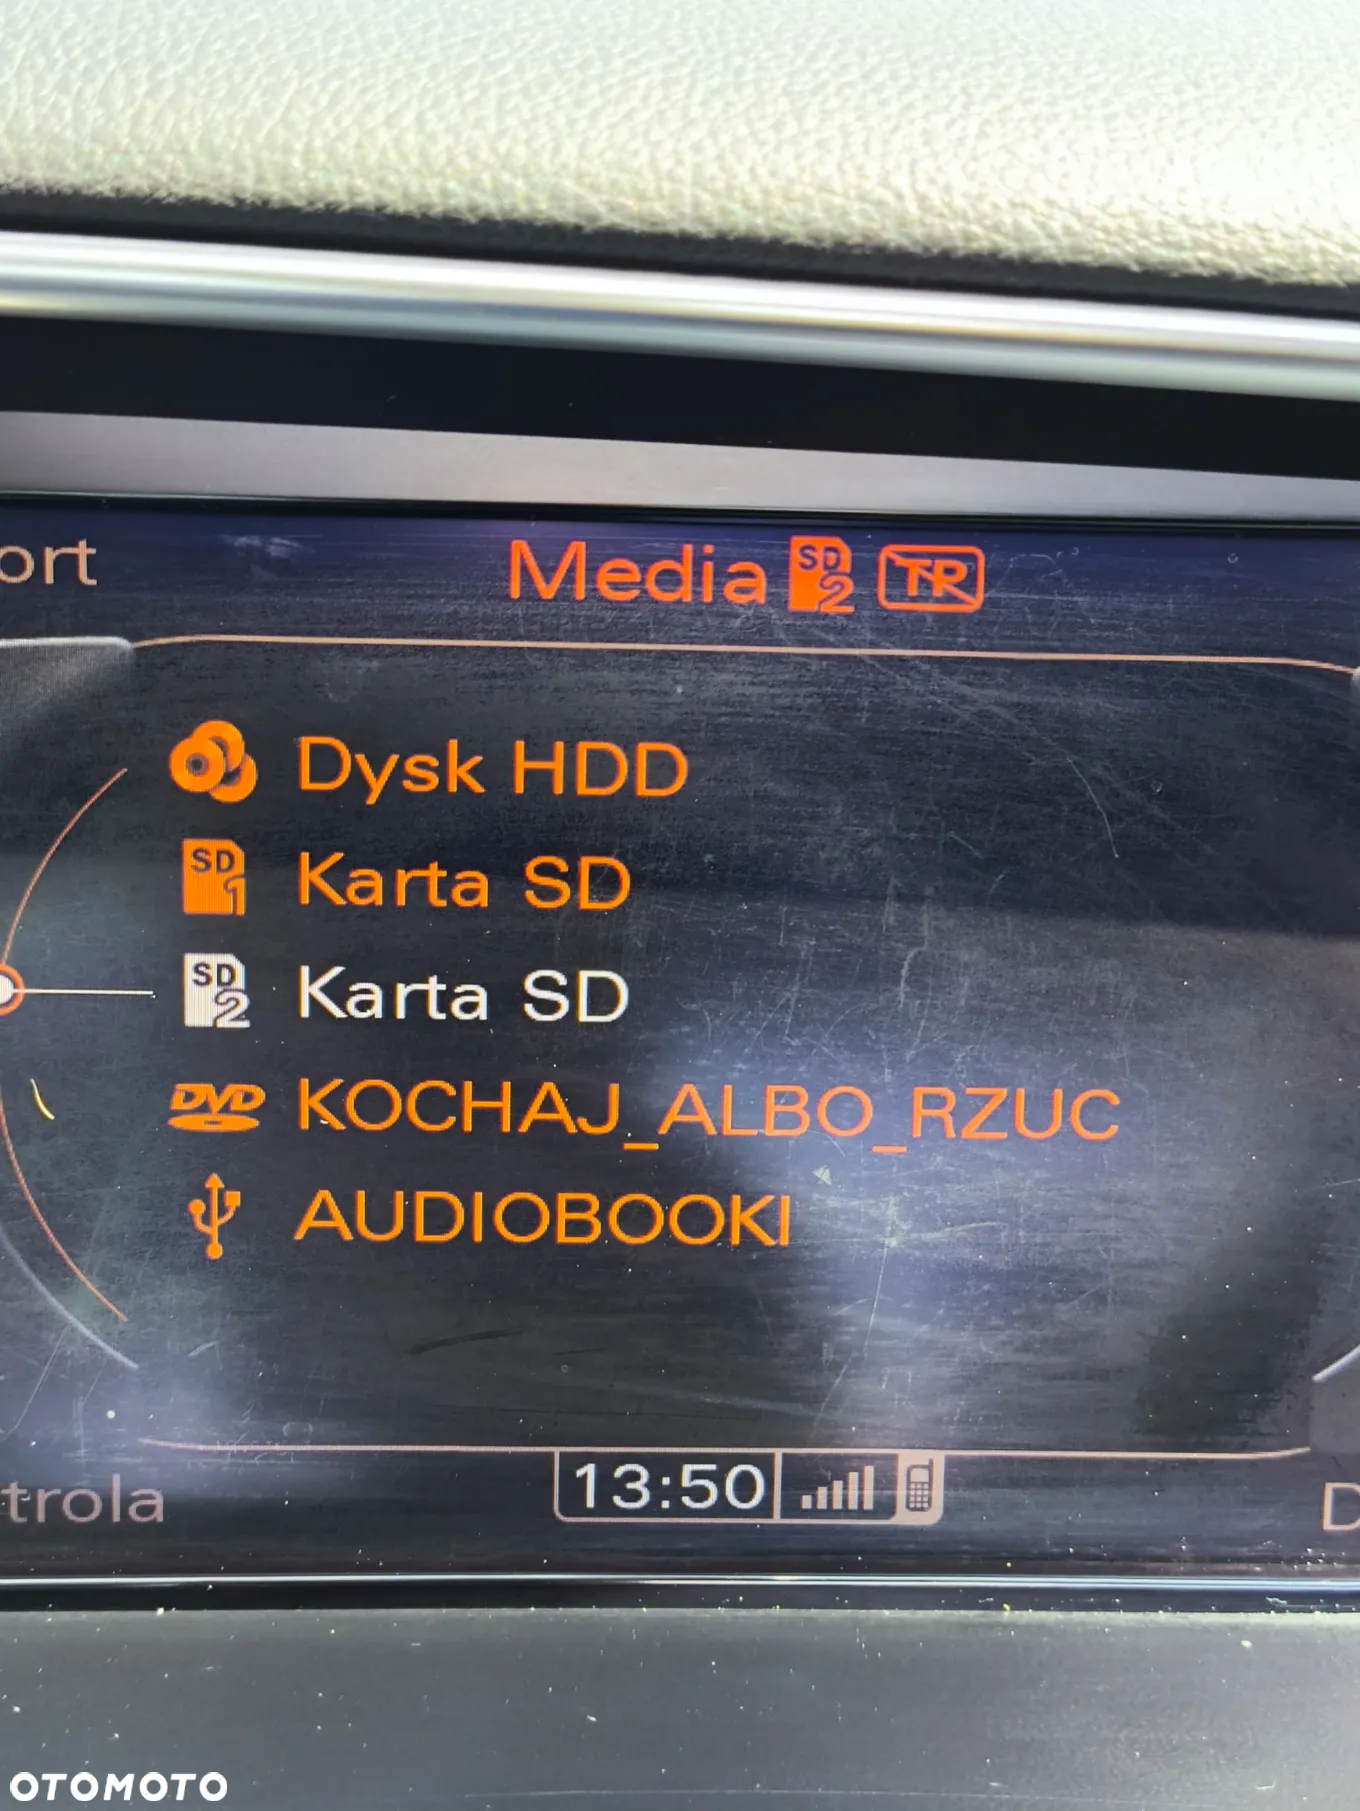 ort
Media SD 2 TP
Dysk HDD
SD 1 Karta SD
SD 2 Karta SD
DVD KOCHAJ_ALBO_RZUC
AUDIOBOOKI
13:50
trola
D
OTOMOTO